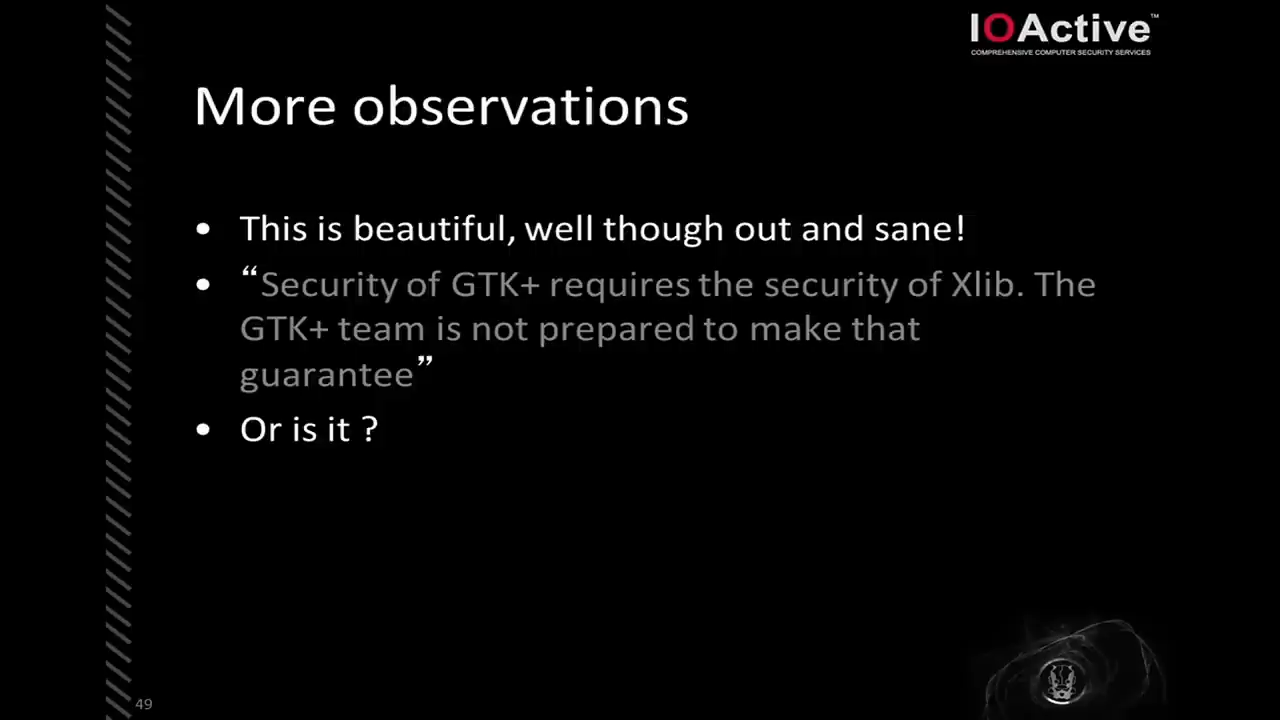 IOActive™
COMPREHENSIVE COMPUTER SECURITY SERVICES
More observations
• This is beautiful, well though out and sane!
• “Security of GTK+ requires the security of Xlib. The
GTK+ team is not prepared to make that
guarantee”
• Or is it ?
49